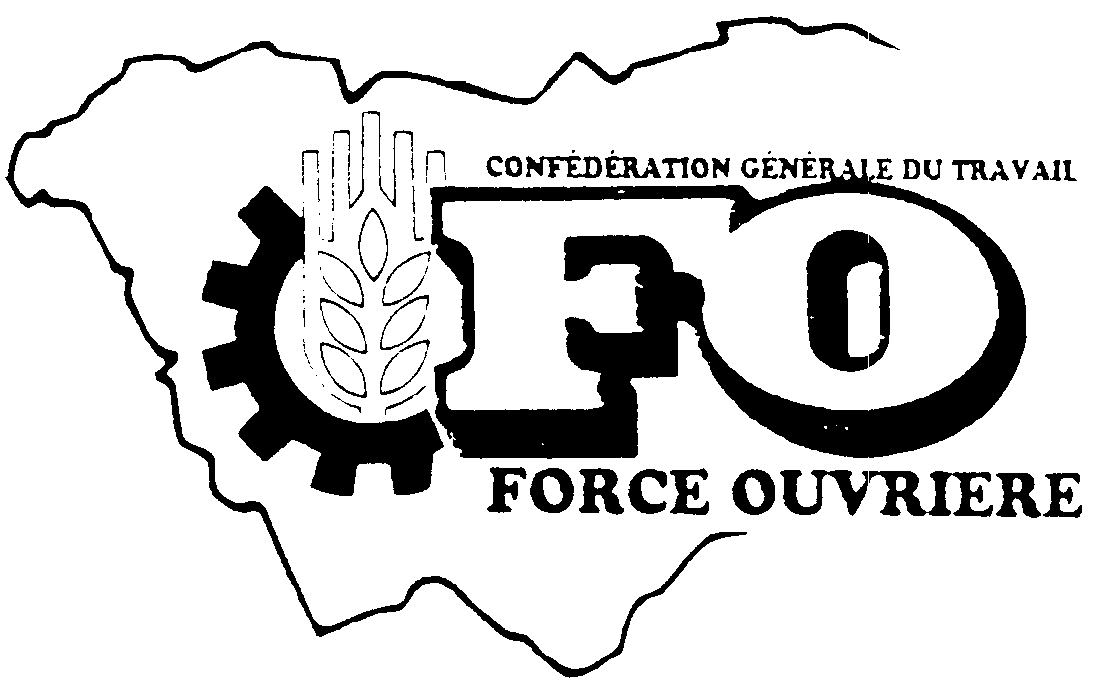 CONFÉDÉRATION GÉNÉRALE DU TRAVAIL
FO
FORCE OUVRIERE